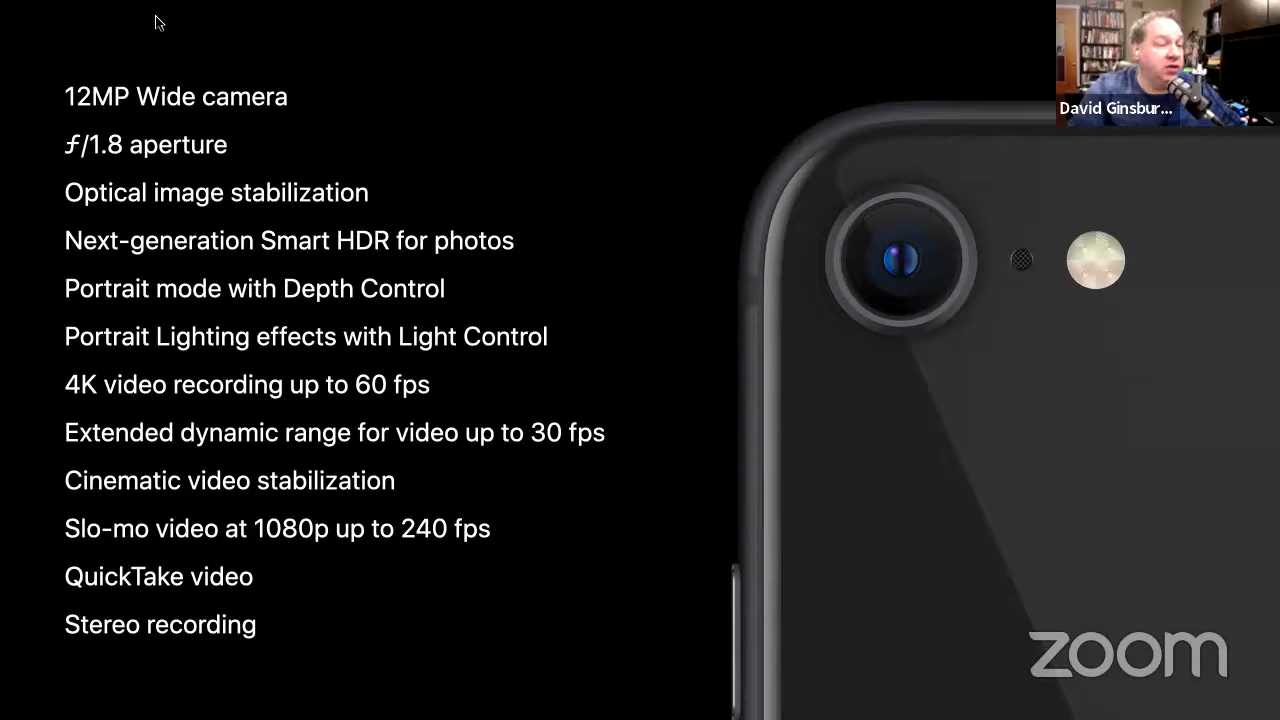 12MP Wide camera
ƒ/1.8 aperture
Optical image stabilization
Next-generation Smart HDR for photos
Portrait mode with Depth Control
Portrait Lighting effects with Light Control
4K video recording up to 60 fps
Extended dynamic range for video up to 30 fps
Cinematic video stabilization
Slo-mo video at 1080p up to 240 fps
QuickTake video
Stereo recording
David Ginsbur...
zoom